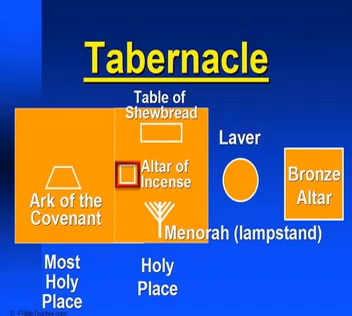 Tabernacle
Table of
Shewbread
Laver
Altar of
Incense
Bronze
Altar
Ark of the
Covenant
Menorah (lampstand)
Most
Holy
Place
Holy
Place